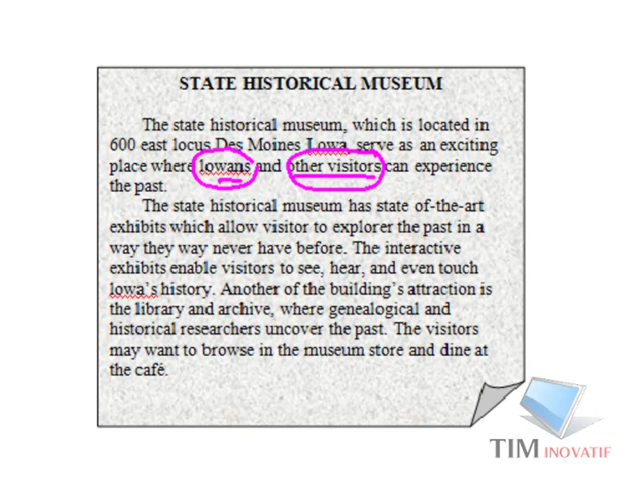 STATE HISTORICAL MUSEUM
The state historical museum, which is located in
600 east locus Des Moines Lowa, serve as an exciting
place where lowans and other visitors can experience
the past.
The state historical museum has state of-the-art
exhibits which allow visitor to explorer the past in a
way they way never have before. The interactive
exhibits enable visitors to see, hear, and even touch
lowa's history. Another of the building's attraction is
the library and archive, where genealogical and
historical researchers uncover the past. The visitors
may want to browse in the museum store and dine at
the café.
TIM INOVATIF